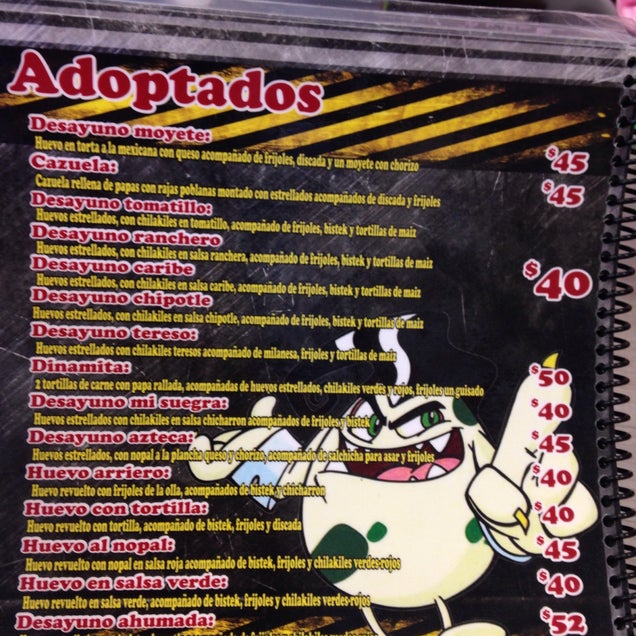 Adoptados
Desayuno moyete:
Huevo en torta a la mexicana con queso acompañado de frijoles, discada y un moyete con chorizo
$45
Cazuela:
Cazuela rellena de papas con rajas poblanas montado con estrellados acompañados de discada y frijoles
$45
Desayuno tomatillo:
Huevos estrellados, con chilakiles en tomatillo, acompañado de frijoles, bistek y tortillas de maiz
Desayuno ranchero
Huevos estrellados, con chilakiles en salsa ranchera, acompañado de frijoles, bistek y tortillas de maiz
Desayuno caribe
Huevos estrellados, con chilakiles en salsa caribe, acompañado de frijoles, bistek y tortillas de maiz
$40
Desayuno chipotle
Huevos estrellados, con chilakiles en salsa chipotle, acompañado de frijoles, bistek y tortillas de maiz
Desayuno tereso:
Huevos estrellados con chilakiles teresos acompañado de milanesa, frijoles y tortillas de maiz
Dinamita:
2 tortillas de carne con papa rallada, acompañadas de huevos estrellados, chilakiles verdes y rojos, frijoles un guisado
$50
Desayuno mi suegra:
Huevos estrellados con chilakiles en salsa chicharron acompañados de frijoles y bistek
$40
Desayuno azteca:
Huevos estrellados, con nopal a la plancha queso y chorizo, acompañado de salchicha para asar y frijoles
$45
Huevo arriero:
Huevo revuelto con frijoles de la olla, acompañados de bistek y chicharron
$40
Huevo con tortilla:
Huevo revuelto con tortilla, acompañado de bistek, frijoles y discada
$40
Huevo al nopal:
Huevo revuelto con nopal en salsa roja acompañado de bistek, frijoles y chilakiles verdes-rojos
$45
Huevo en salsa verde:
Huevo revuelto en salsa verde, acompañado de bistek, frijoles y chilakiles verdes-rojos
$40
Desayuno ahumada:
$52